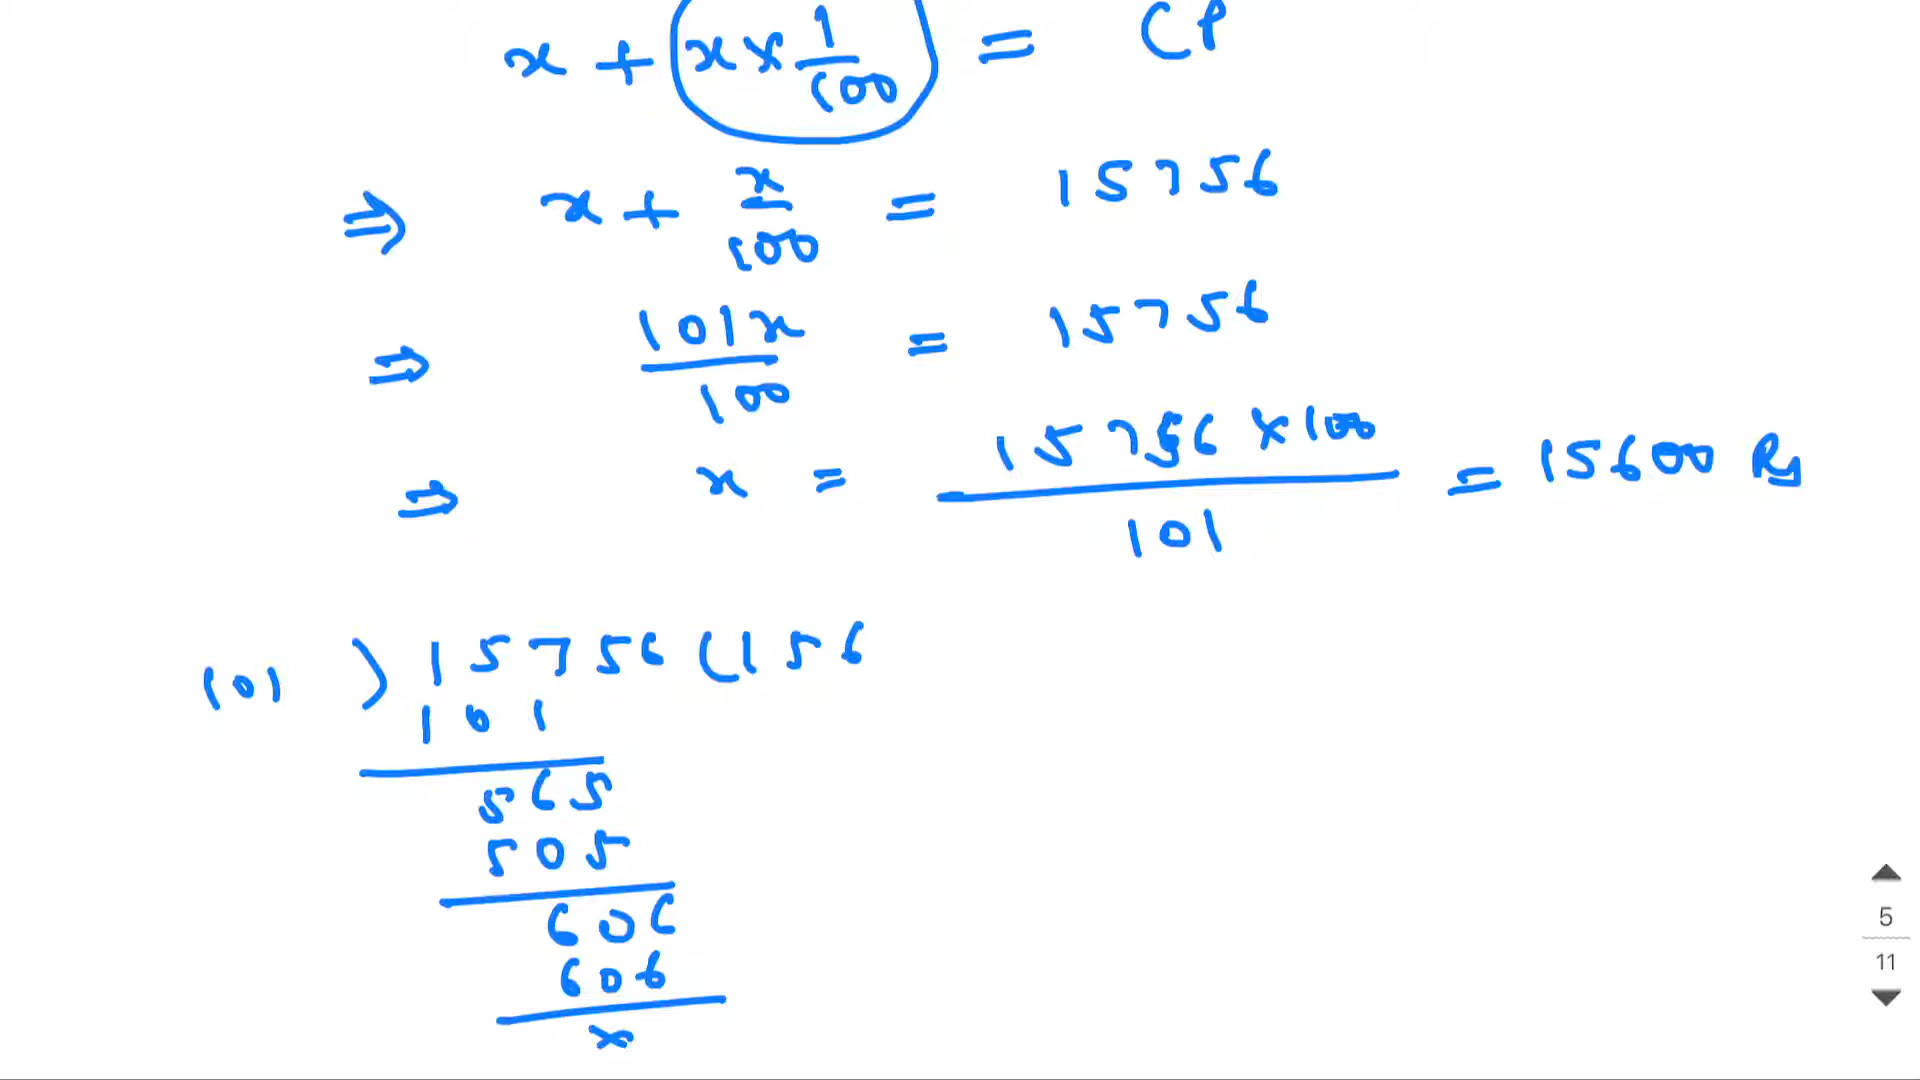 x + x × 1/100 = CP
⇒ x + x/100 = 15756
⇒ 101x/100 = 15756
⇒ x = 15756 × 100/101 = 15600 Rs
101 ) 15756 ( 156
101
565
505
606
606
x
5
11